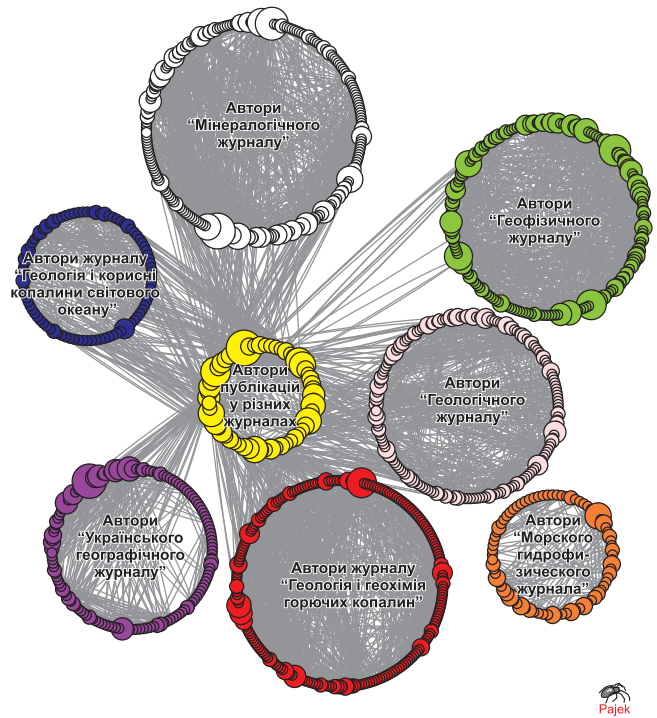 Автори
“Мінералогічного
журналу”
Автори
“Геофізичного
журналу”
Автори журналу
“Геологія і корисні
копалини світового
океану”
Автори
публікацій
у різних
журналах
Автори
“Геологічного
журналу”
Автори
“Українського
географічного
журналу”
Автори журналу
“Геологія і геохімія
горючих копалин”
Автори
“Морского
гидрофи-
зического
журнала”
Pajek